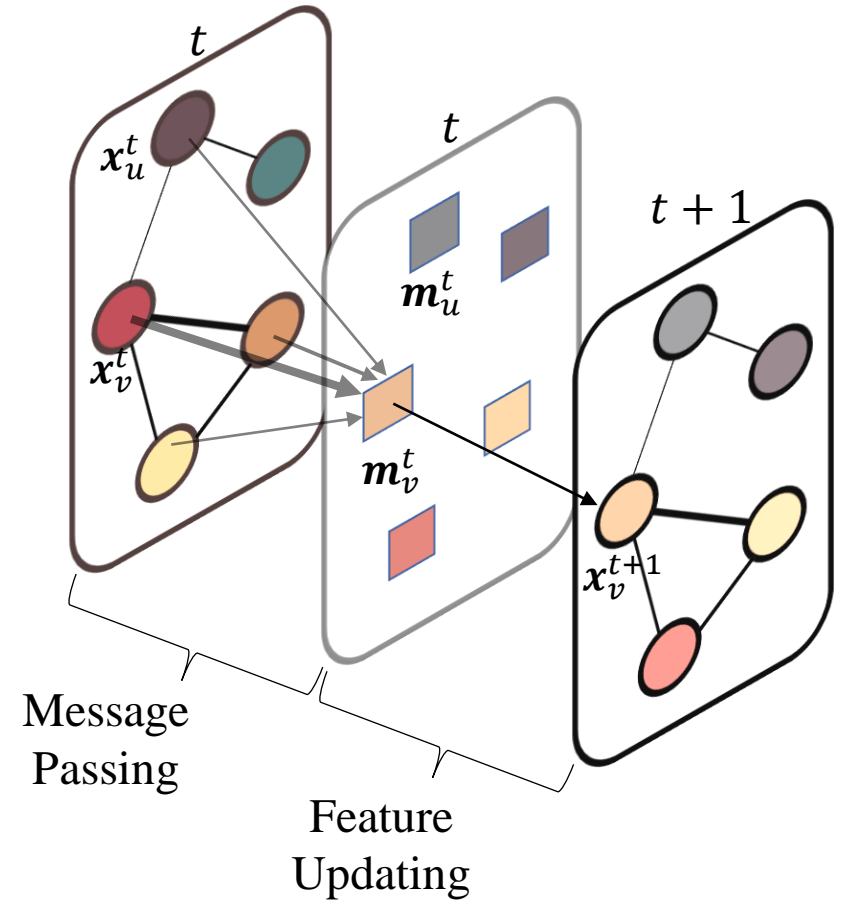 t
t
t + 1
x_u^t
m_u^t
x_v^t
m_v^t
x_v^{t+1}
Message
Passing
Feature
Updating